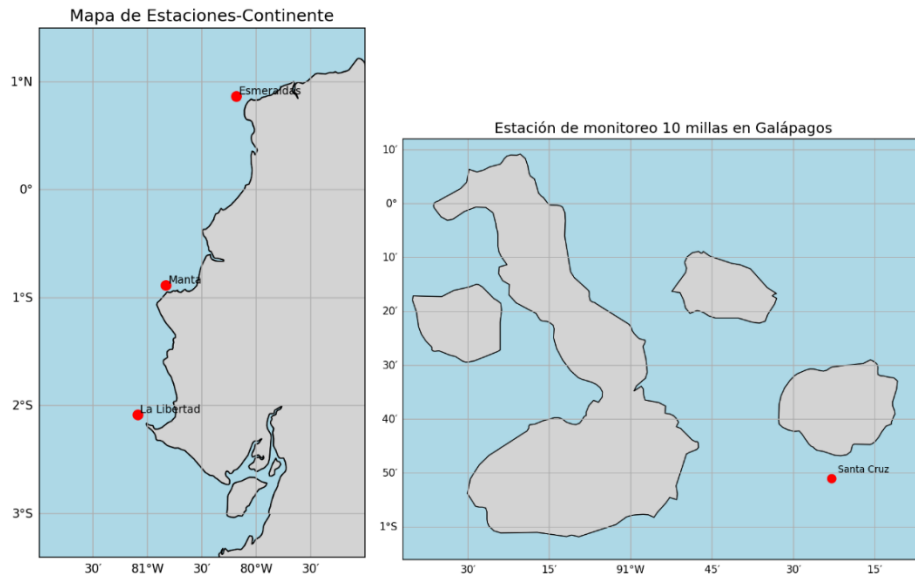 Mapa de Estaciones-Continente
1°N
0°
1°S
2°S
3°S
Esmeraldas
Manta
La Libertad
30′ 81°W 30′ 80°W 30′
Estación de monitoreo 10 millas en Galápagos
10′
0°
10′
20′
30′
40′
50′
1°S
Santa Cruz
30′ 15′ 91°W 45′ 30′ 15′